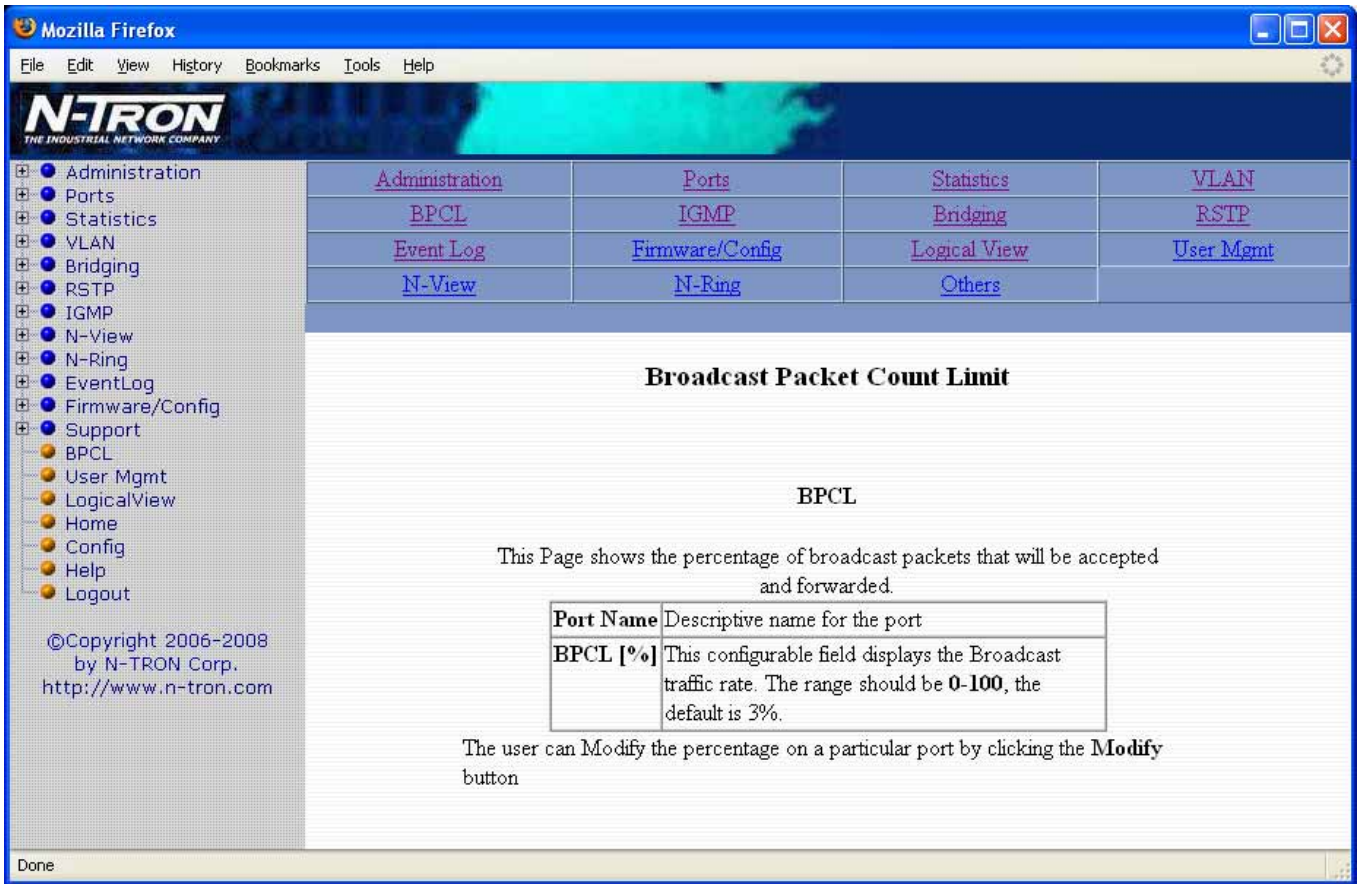 Mozilla Firefox
File Edit View History Bookmarks Tools Help
N-TRON
THE INDUSTRIAL NETWORK COMPANY
Administration
Ports
Statistics
VLAN
Bridging
RSTP
IGMP
N-View
N-Ring
EventLog
Firmware/Config
Support
BPCL
User Mgmt
LogicalView
Home
Config
Help
Logout
©Copyright 2006-2008
by N-TRON Corp.
http://www.n-tron.com
Administration Ports Statistics VLAN
BPCL IGMP Bridging RSTP
Event Log Firmware/Config Logical View User Mgmt
N-View N-Ring Others
Broadcast Packet Count Limit
BPCL
This Page shows the percentage of broadcast packets that will be accepted
and forwarded.
Port Name Descriptive name for the port
BPCL [%] This configurable field displays the Broadcast
traffic rate. The range should be 0-100, the
default is 3%.
The user can Modify the percentage on a particular port by clicking the Modify
button
Done